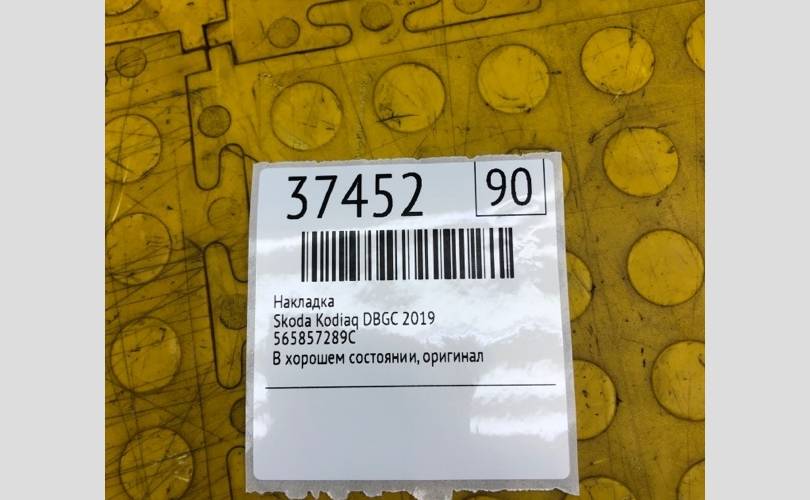 37452 90
Накладка
Skoda Kodiaq DBGC 2019
565857289C
В хорошем состоянии, оригинал